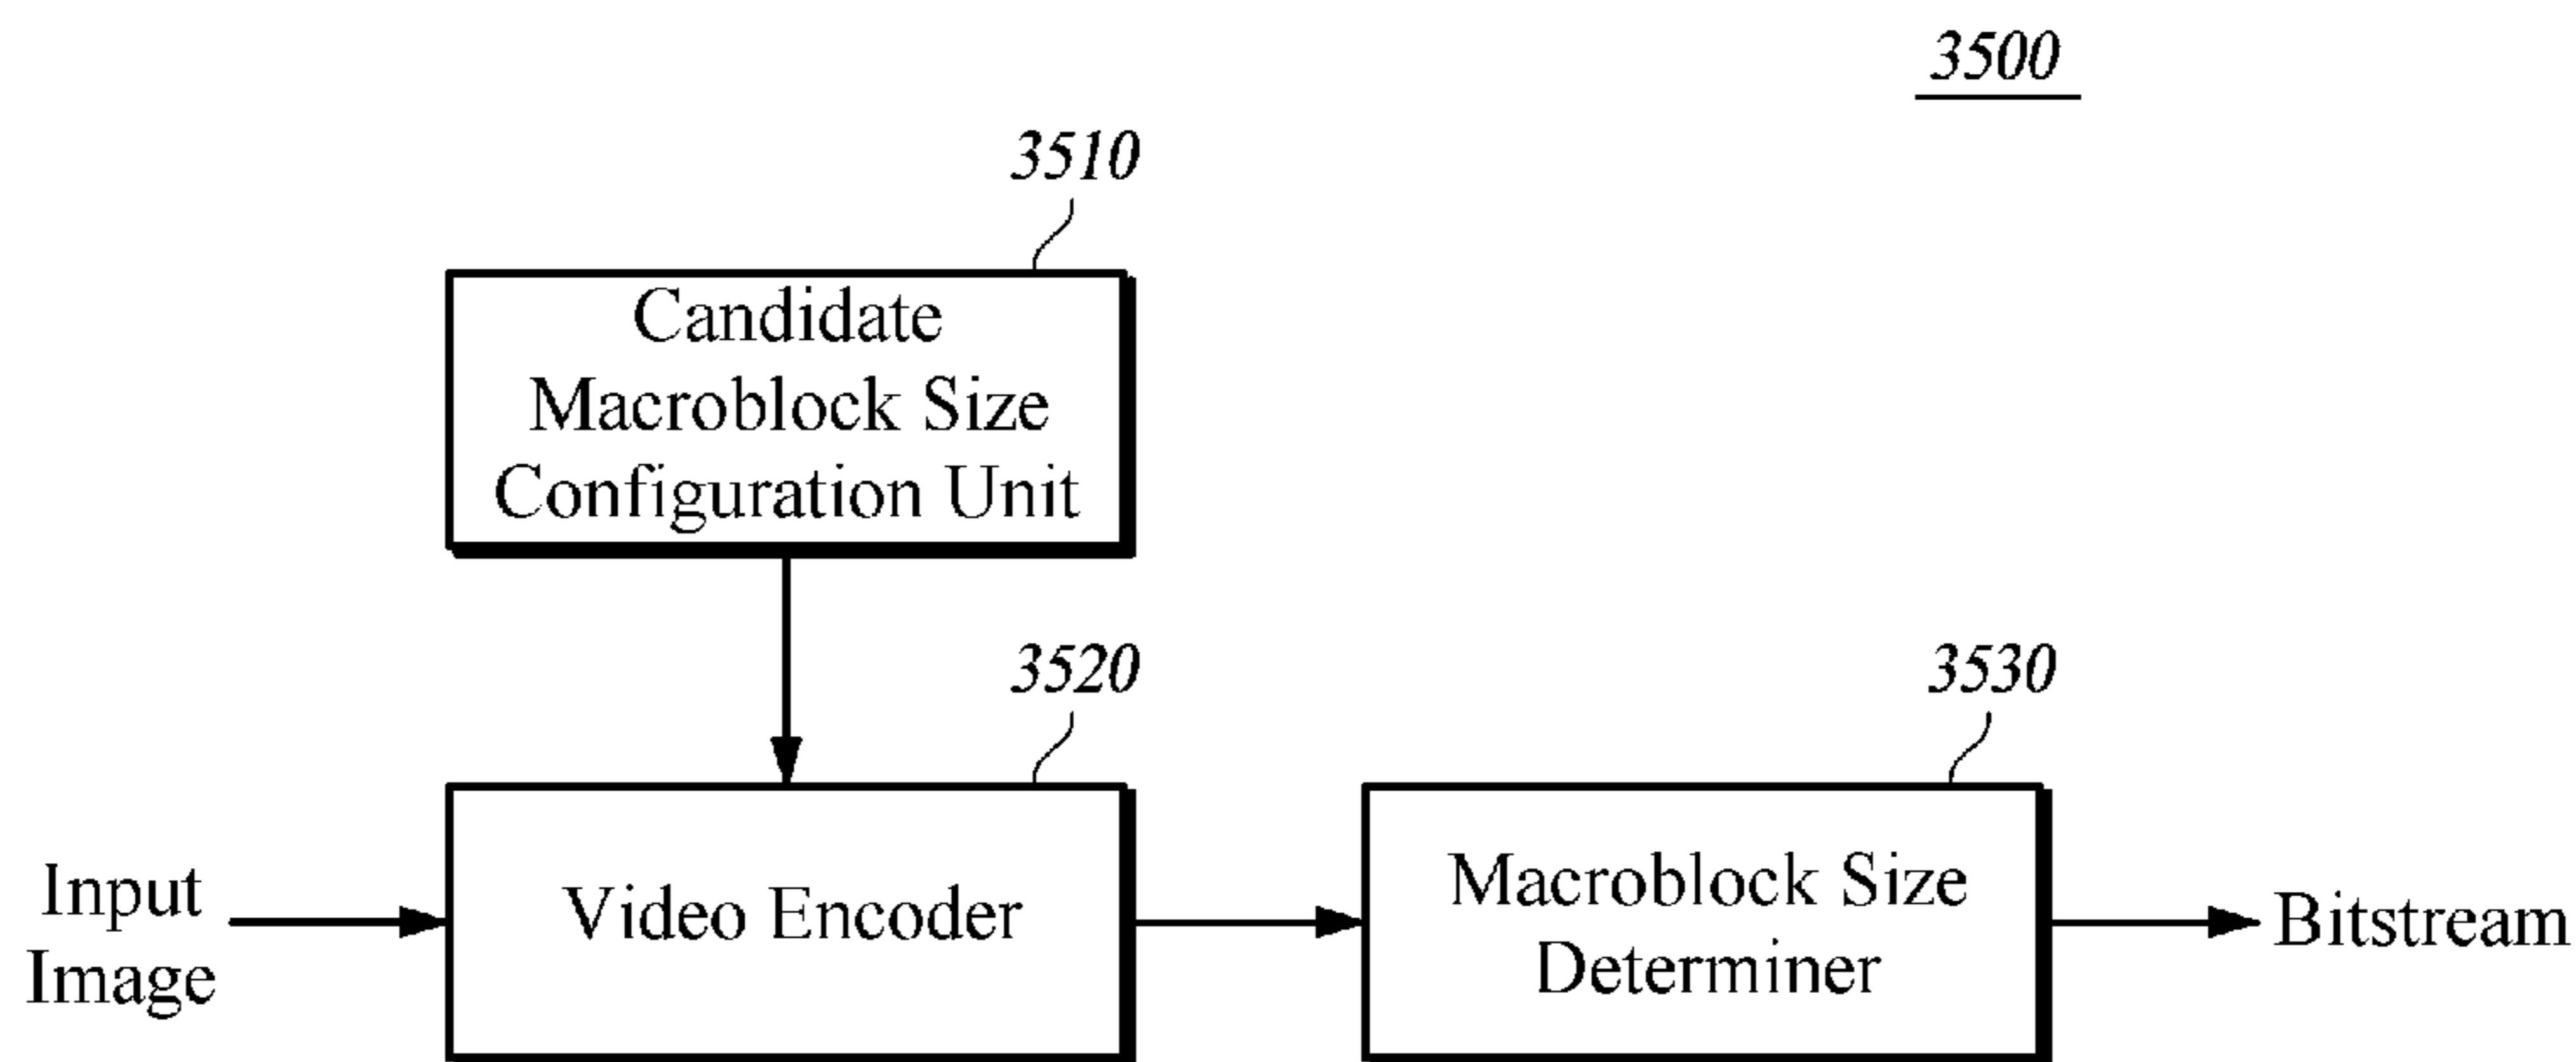 3500
3510
Candidate
Macroblock Size
Configuration Unit
3520
3530
Input
Image
Video Encoder
Macroblock Size
Determiner
Bitstream